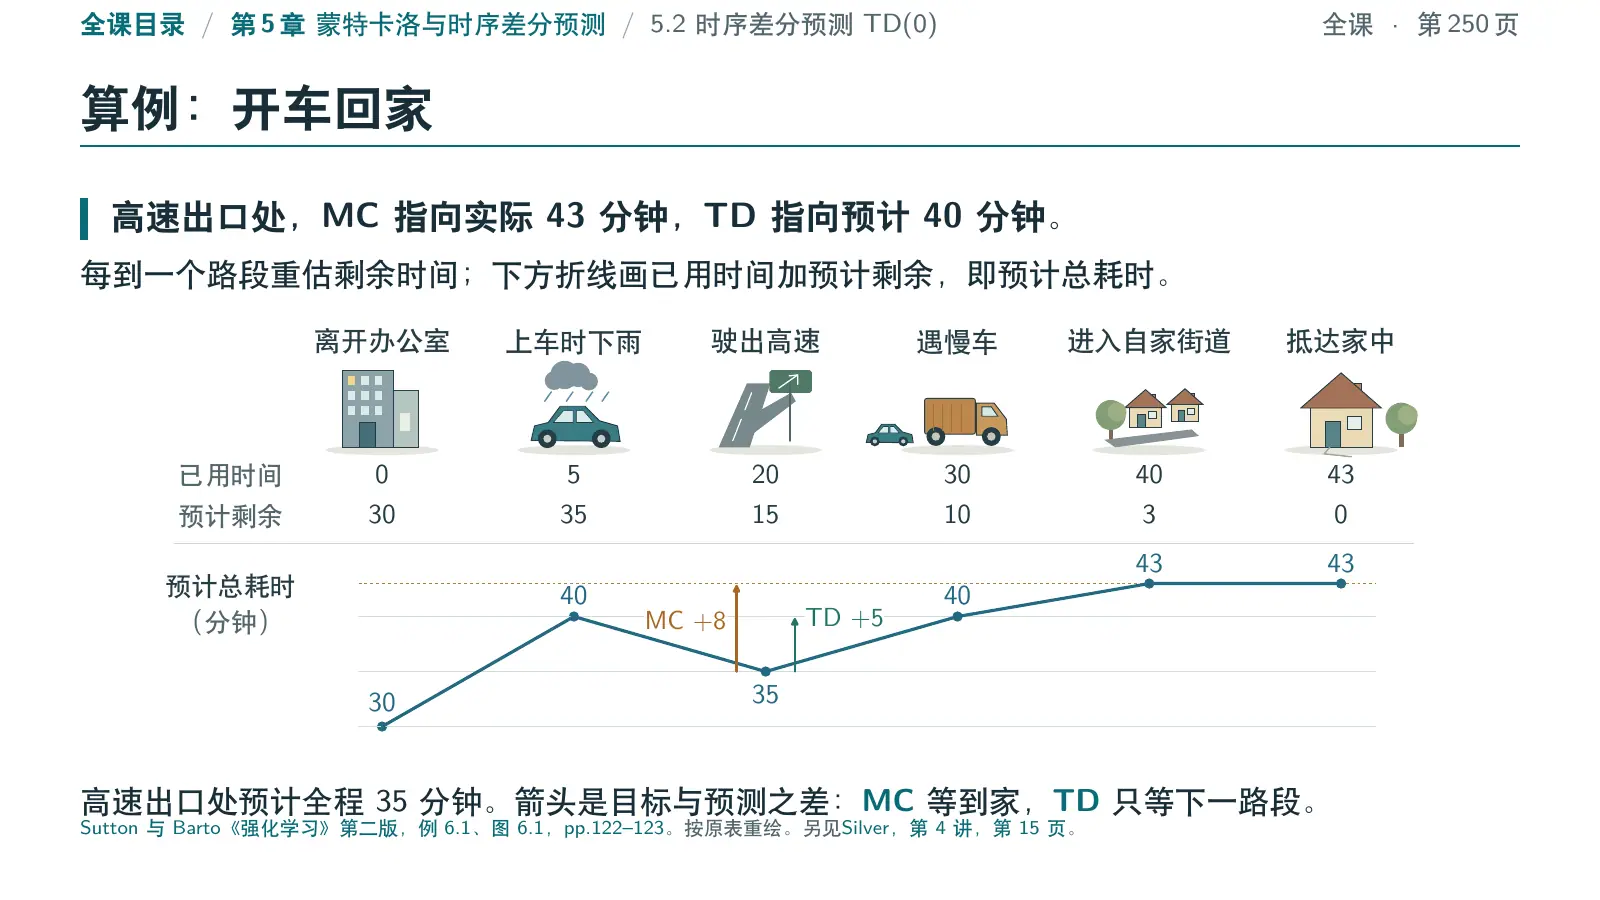 全课目录 / 第5章 蒙特卡洛与时序差分预测 / 5.2 时序差分预测 TD(0)
全课 · 第250页
算例：开车回家
高速出口处，MC 指向实际 43 分钟，TD 指向预计 40 分钟。
每到一个路段重估剩余时间；下方折线画已用时间加预计剩余，即预计总耗时。
离开办公室 上车时下雨 驶出高速 遇慢车 进入自家街道 抵达家中
已用时间 0 5 20 30 40 43
预计剩余 30 35 15 10 3 0
预计总耗时
（分钟）
30
40
MC +8
35
TD +5
40
43
43
高速出口处预计全程 35 分钟。箭头是目标与预测之差：MC 等到家，TD 只等下一路段。
Sutton 与 Barto《强化学习》第二版，例 6.1、图 6.1，pp.122–123。按原表重绘。另见Silver，第 4 讲，第 15 页。